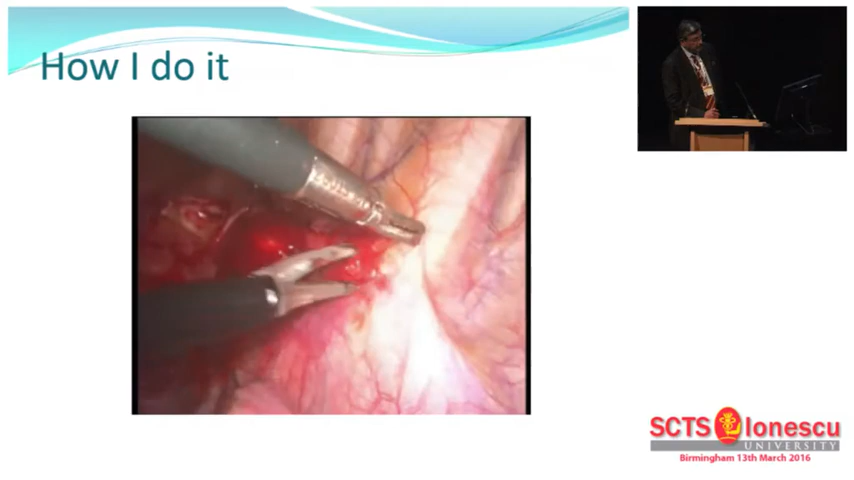 How I do it
SCTS Ionescu
UNIVERSITY
Birmingham 13th March 2016